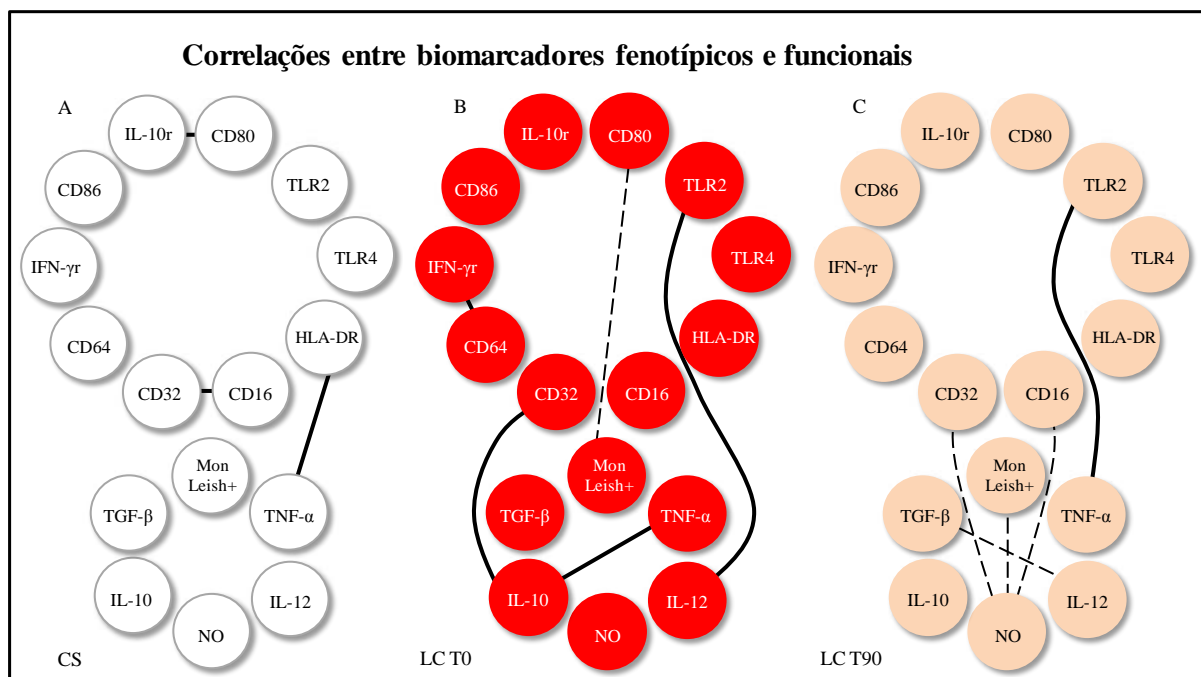 Correlações entre biomarcadores fenotípicos e funcionais
A
IL-10r
CD80
CD86
TLR2
IFN-γr
TLR4
CD64
HLA-DR
CD32
CD16
Mon
Leish+
TGF-β
TNF-α
IL-10
IL-12
NO
CS
B
IL-10r
CD80
CD86
TLR2
IFN-γr
TLR4
CD64
HLA-DR
CD32
CD16
Mon
Leish+
TGF-β
TNF-α
IL-10
IL-12
NO
LC T0
C
IL-10r
CD80
CD86
TLR2
IFN-γr
TLR4
CD64
HLA-DR
CD32
CD16
Mon
Leish+
TGF-β
TNF-α
IL-10
IL-12
NO
LC T90